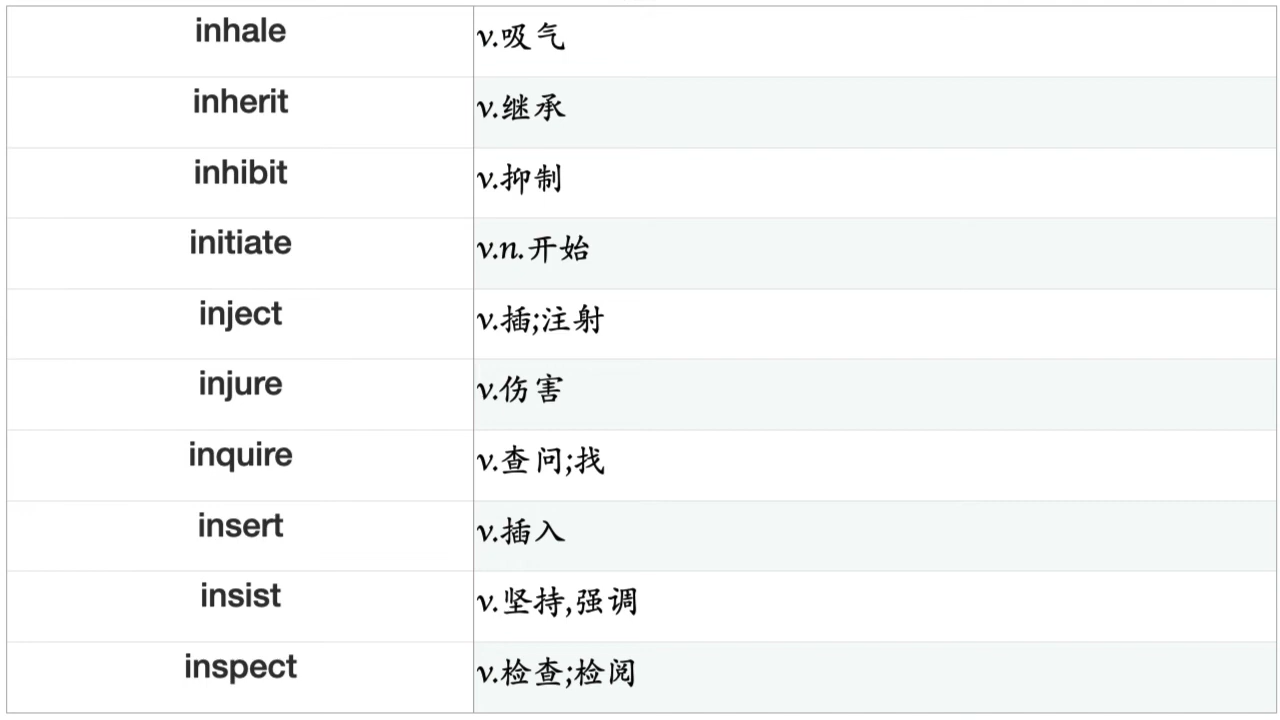 inhale v.吸气
inherit v.继承
inhibit v.抑制
initiate v.n.开始
inject v.插;注射
injure v.伤害
inquire v.查问;找
insert v.插入
insist v.坚持,强调
inspect v.检查;检阅